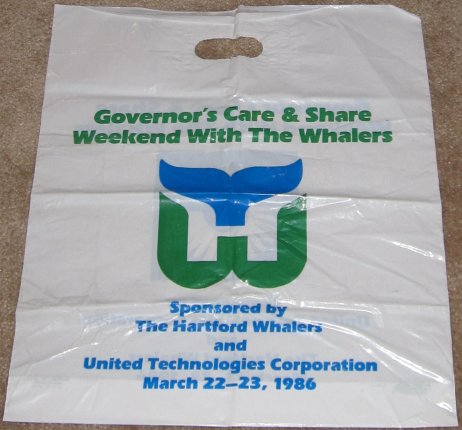 Governor's Care & Share
Weekend With The Whalers
Sponsored by
The Hartford Whalers
and
United Technologies Corporation
March 22–23, 1986